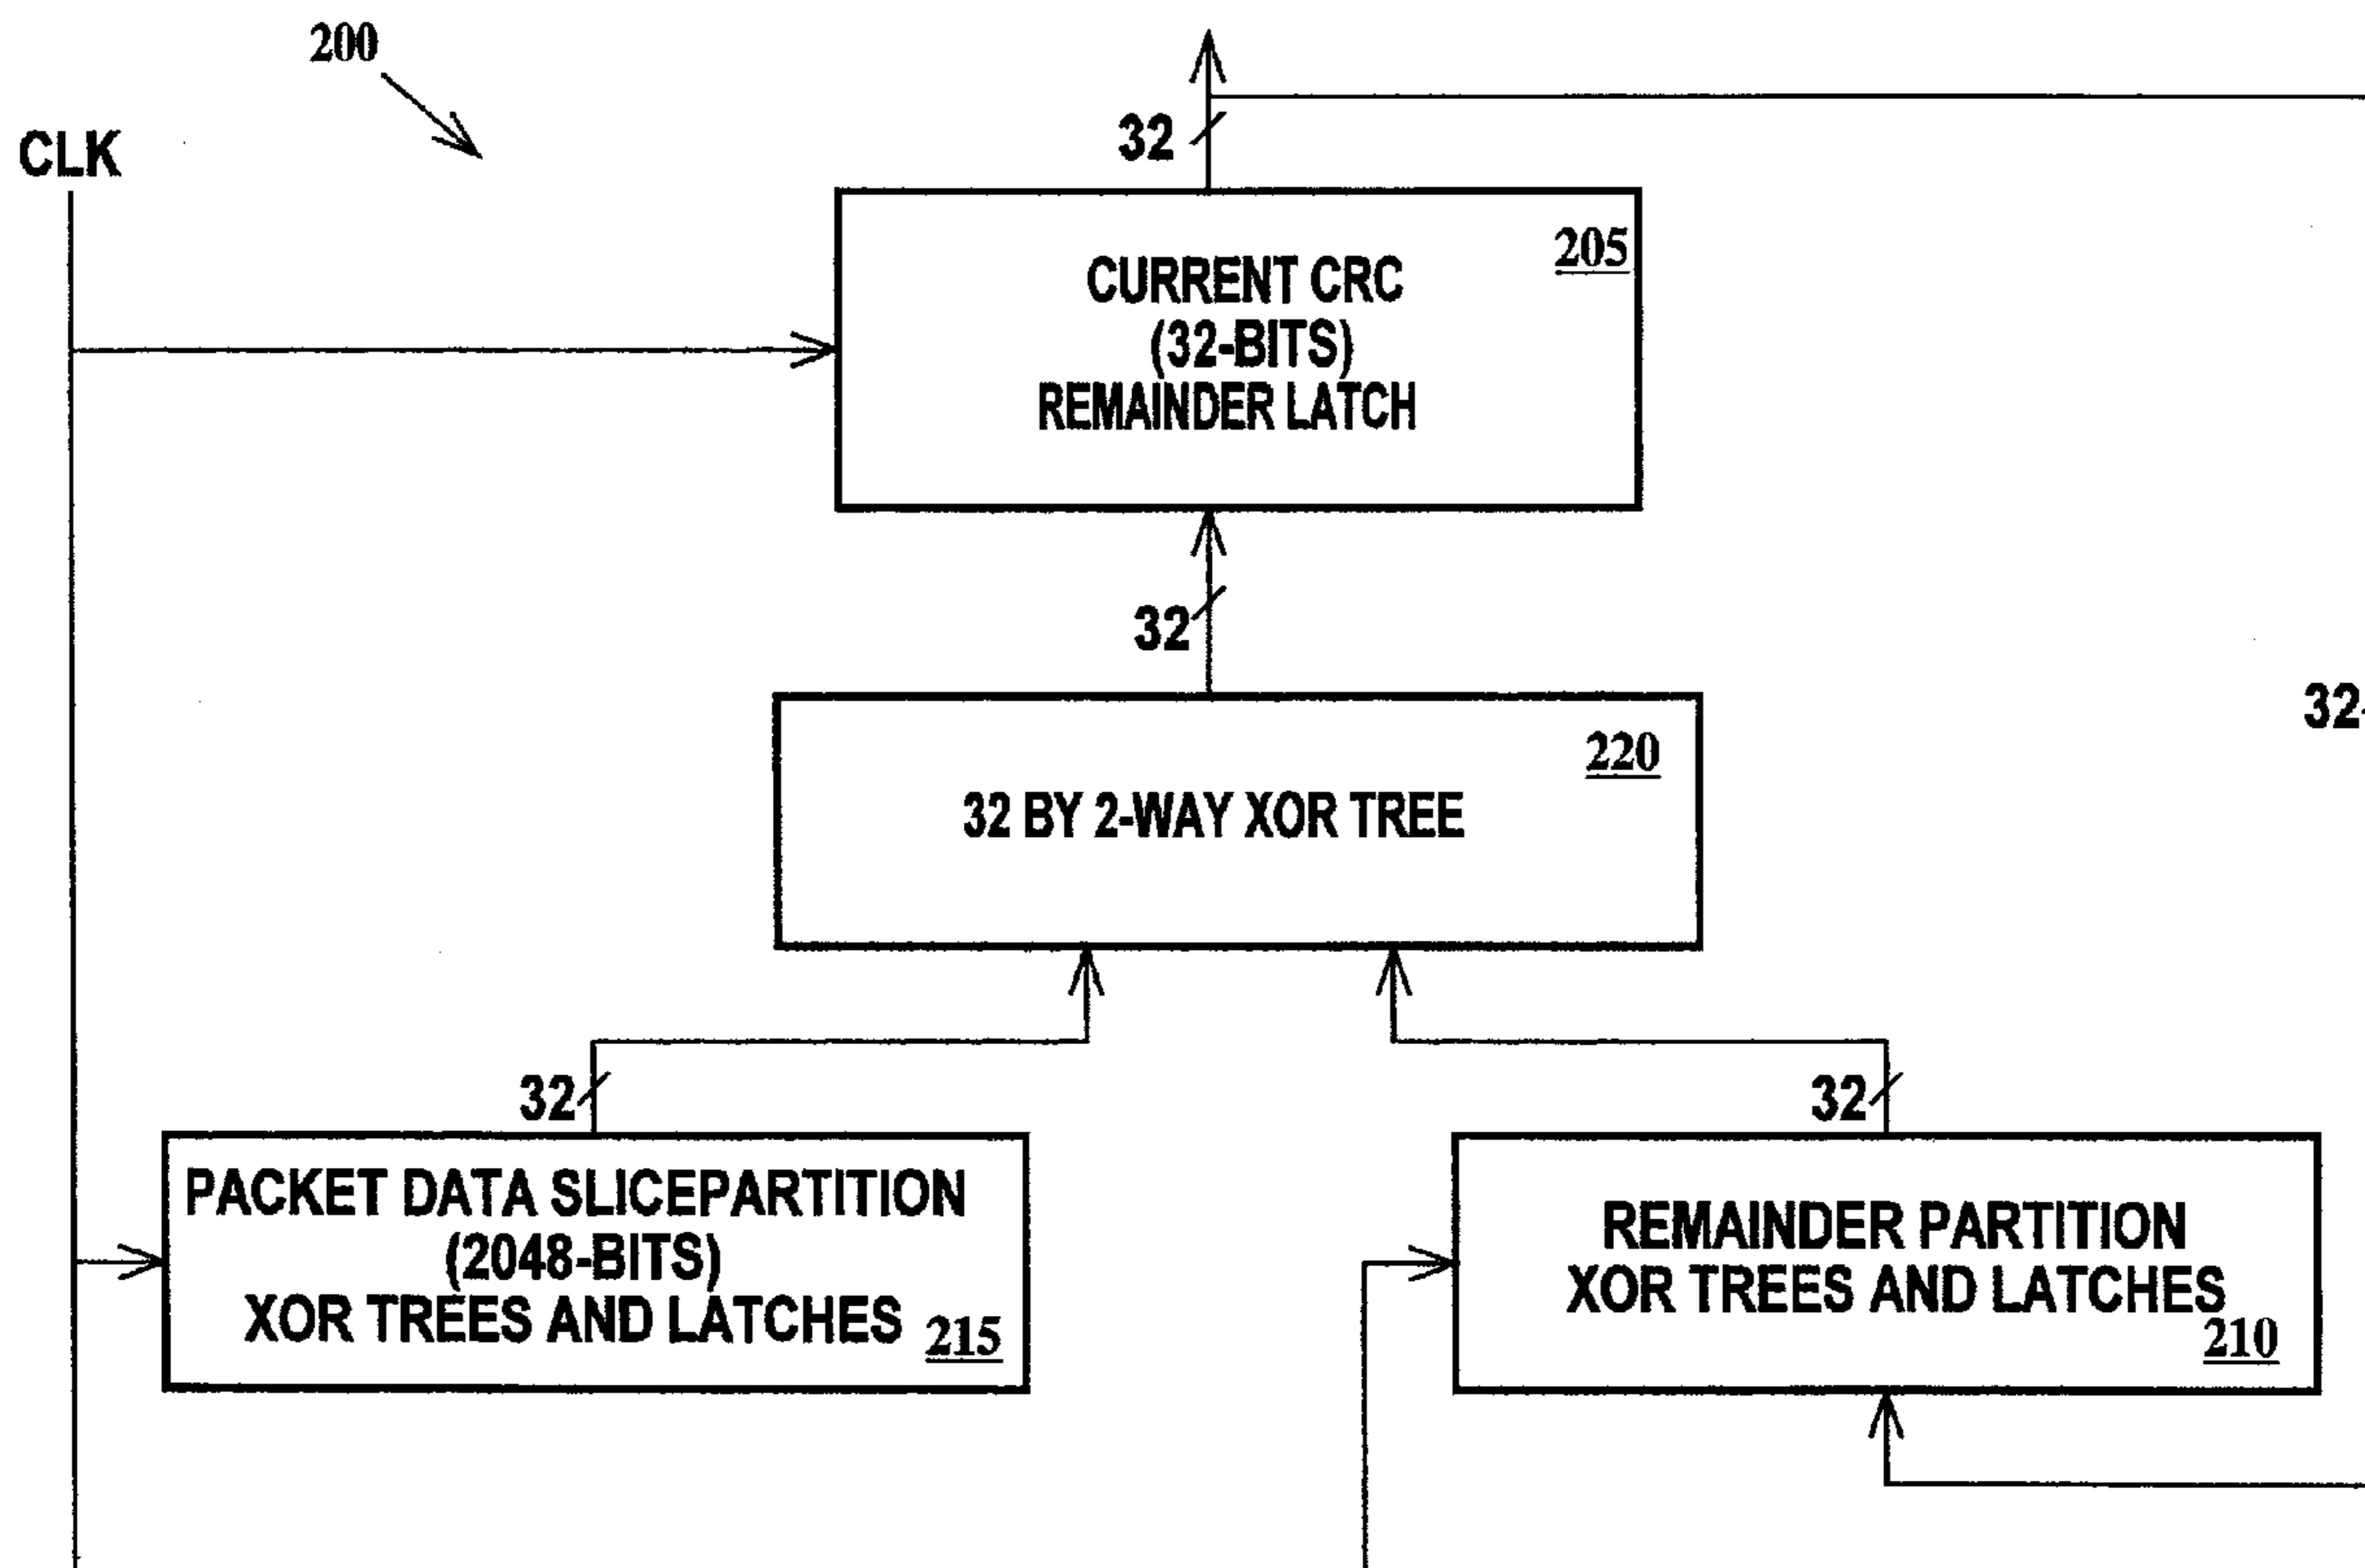 200
CLK
32
205
CURRENT CRC
(32-BITS)
REMAINDER LATCH
32
32
220
32 BY 2-WAY XOR TREE
32
32
PACKET DATA SLICEPARTITION
(2048-BITS)
XOR TREES AND LATCHES
215
REMAINDER PARTITION
XOR TREES AND LATCHES
210